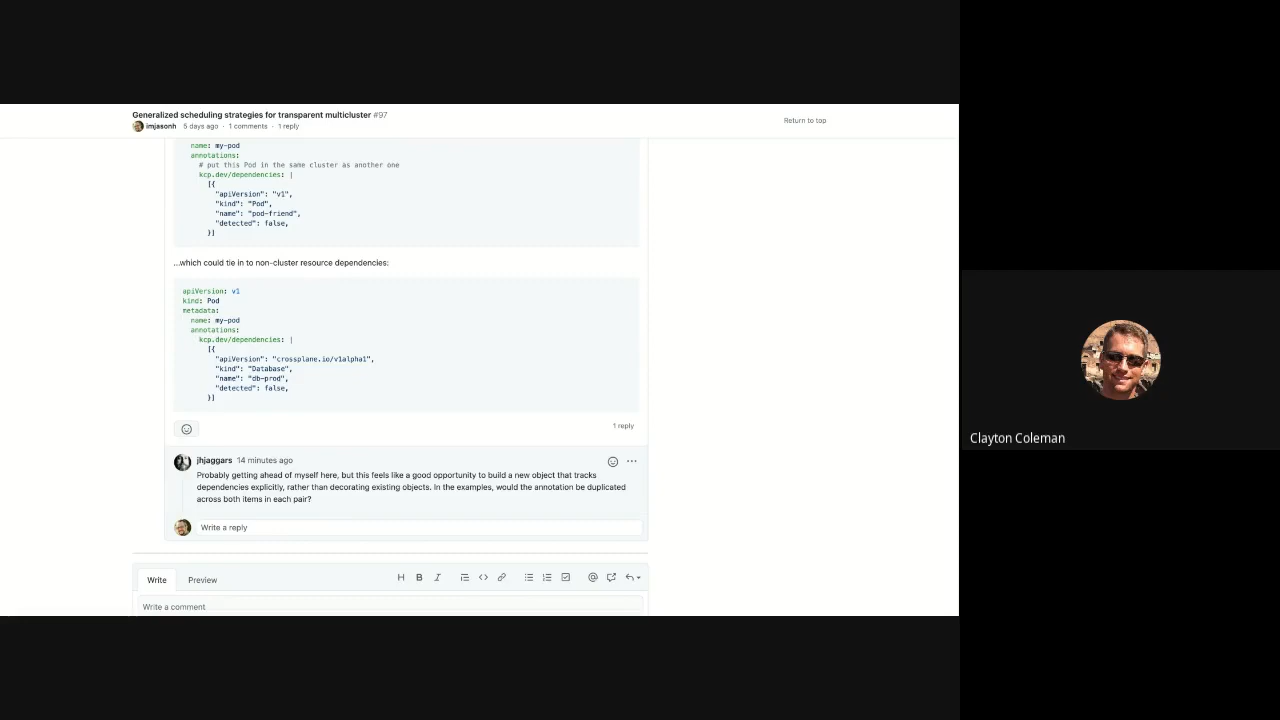 Generalized scheduling strategies for transparent multicluster #97
imjasonh 5 days ago · 1 comments · 1 reply
Return to top
name: my-pod
annotations:
# put this Pod in the same cluster as another one
kcp.dev/dependencies: |
[{
"apiVersion": "v1",
"kind": "Pod",
"name": "pod-friend",
"detected": false,
}]
...which could tie in to non-cluster resource dependencies:
apiVersion: v1
kind: Pod
metadata:
name: my-pod
annotations:
kcp.dev/dependencies: |
[{
"apiVersion": "crossplane.io/v1alpha1",
"kind": "Database",
"name": "db-prod",
"detected": false,
}]
1 reply
jhjaggars 14 minutes ago
Probably getting ahead of myself here, but this feels like a good opportunity to build a new object that tracks
dependencies explicitly, rather than decorating existing objects. In the examples, would the annotation be duplicated
across both items in each pair?
Write a reply
Write Preview
Write a comment
Clayton Coleman